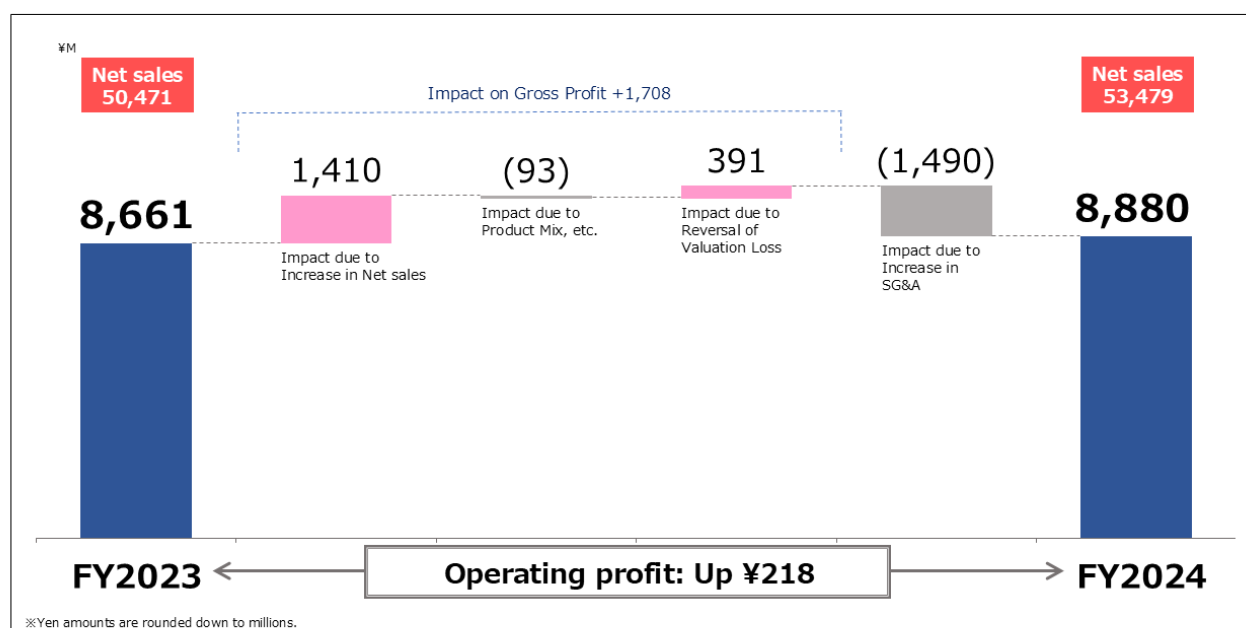 ¥M
Net sales
50,471
Net sales
53,479
Impact on Gross Profit +1,708
8,661
1,410
Impact due to
Increase in Net sales
(93)
Impact due to
Product Mix, etc.
391
Impact due to
Reversal of
Valuation Loss
(1,490)
Impact due to
Increase in
SG&A
8,880
FY2023
Operating profit: Up ¥218
FY2024
※Yen amounts are rounded down to millions.